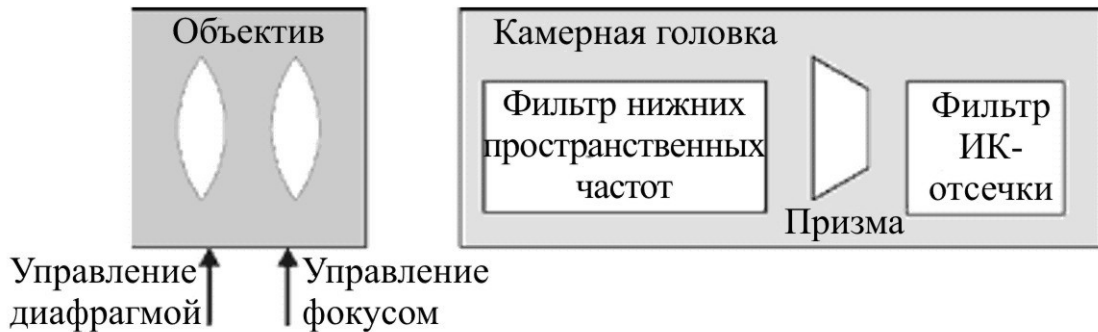 Объектив
Камерная головка
Фильтр нижних
пространственных
частот
Призма
Фильтр
ИК-
отсечки
Управление
диафрагмой
Управление
фокусом